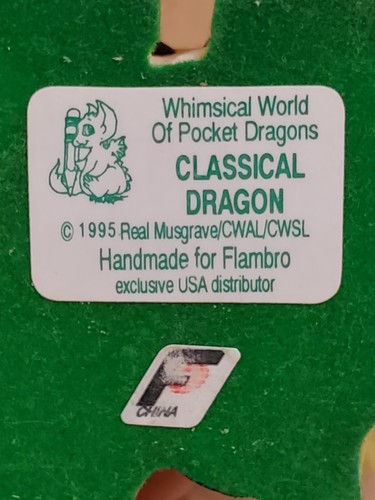 Whimsical World
Of Pocket Dragons
CLASSICAL
DRAGON
© 1995 Real Musgrave/CWAL/CWSL
Handmade for Flambro
exclusive USA distributor
F
CHINA